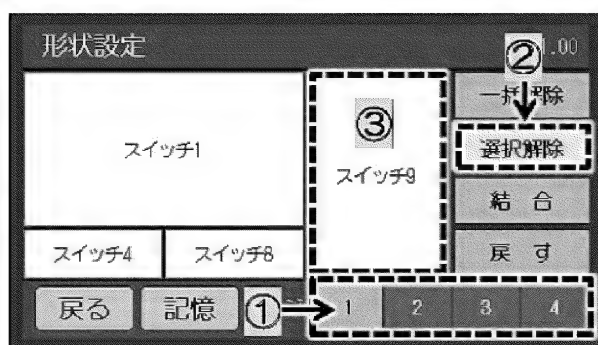 形状設定
② .00
一括解除
③
スイッチ1
選択解除
スイッチ9
結 合
スイッチ4 スイッチ8
戻 す
戻る 記憶 ① 1 2 3 4